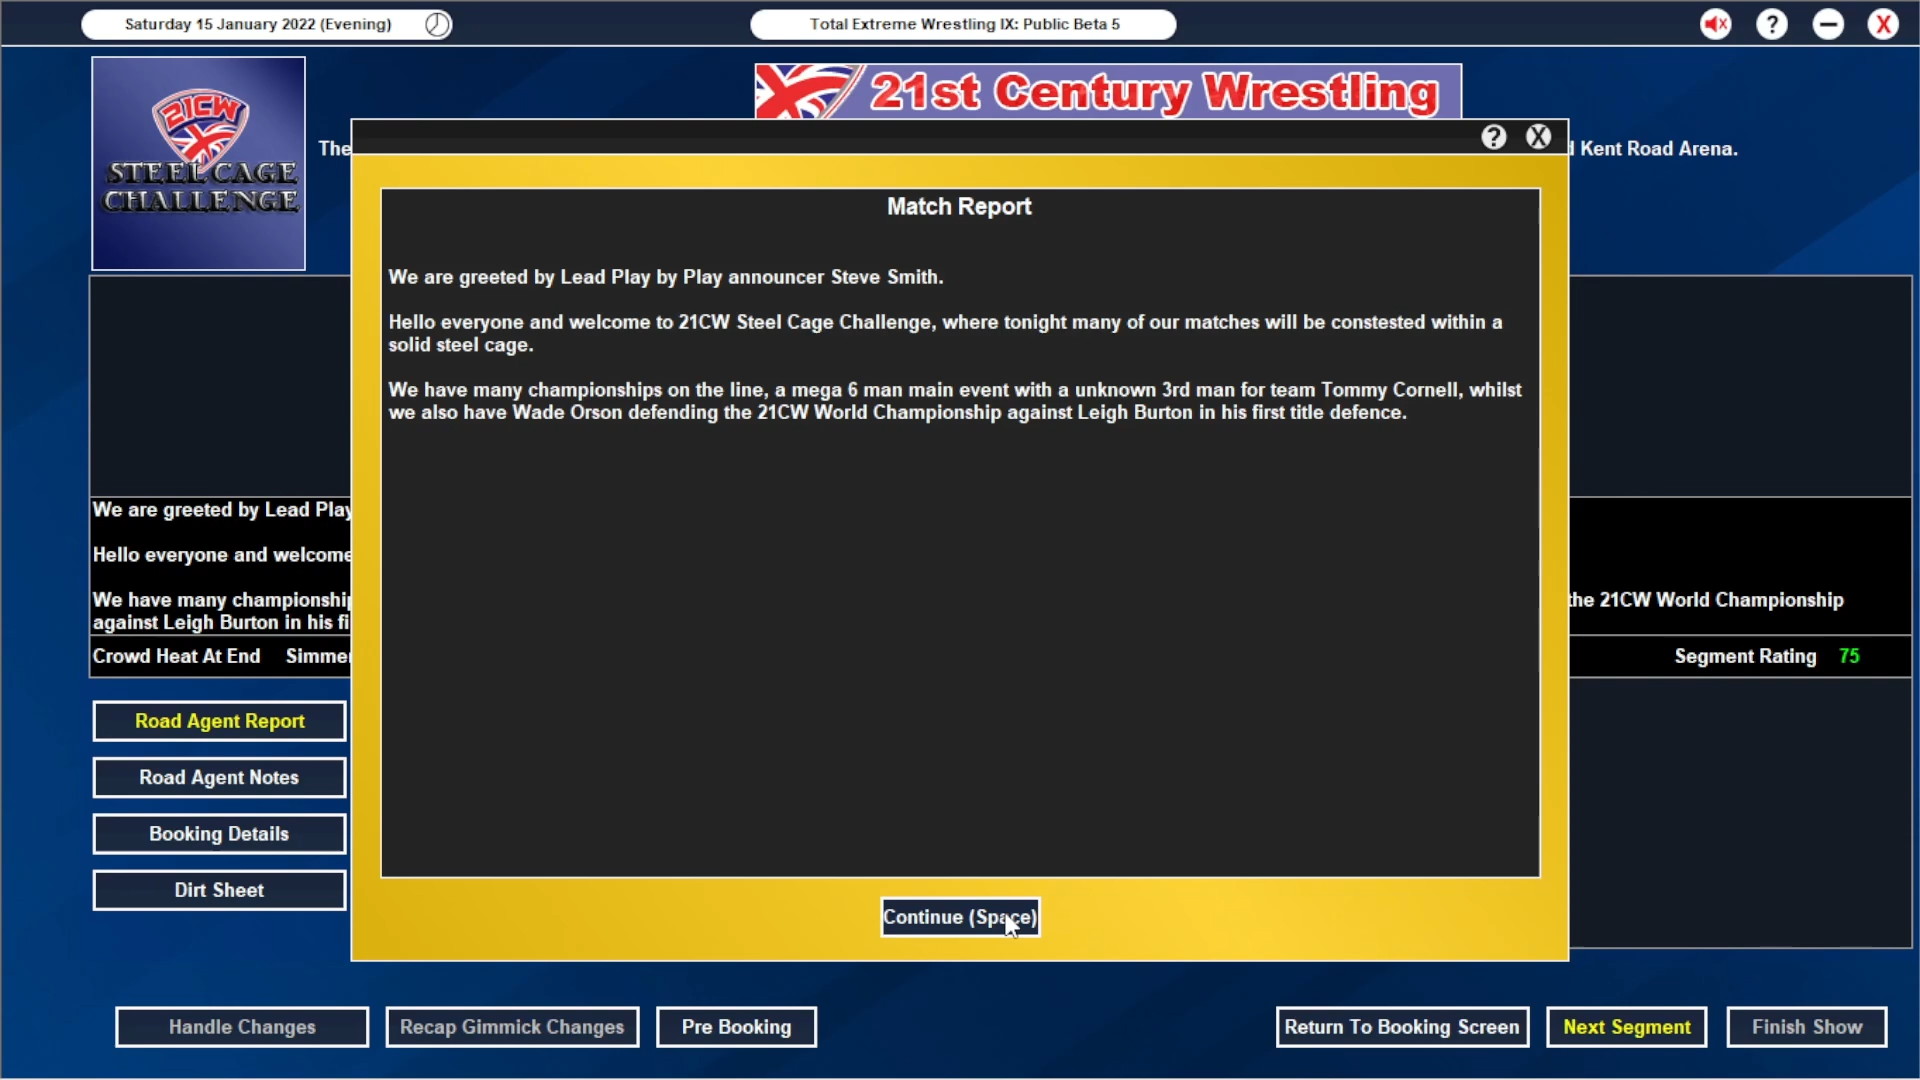 Saturday 15 January 2022 (Evening)
Total Extreme Wrestling IX: Public Beta 5
?
X
21CW
STEEL CAGE
CHALLENGE
21st Century Wrestling
The
Kent Road Arena.
?
X
Match Report
We are greeted by Lead Play by Play announcer Steve Smith.
Hello everyone and welcome to 21CW Steel Cage Challenge, where tonight many of our matches will be constested within a
solid steel cage.
We have many championships on the line, a mega 6 man main event with a unknown 3rd man for team Tommy Cornell, whilst
we also have Wade Orson defending the 21CW World Championship against Leigh Burton in his first title defence.
We are greeted by Lead Play
Hello everyone and welcome
We have many championship
the 21CW World Championship
against Leigh Burton in his fi
Crowd Heat At End
Simmer
Segment Rating 75
Road Agent Report
Road Agent Notes
Booking Details
Dirt Sheet
Continue (Space)
Handle Changes
Recap Gimmick Changes
Pre Booking
Return To Booking Screen
Next Segment
Finish Show